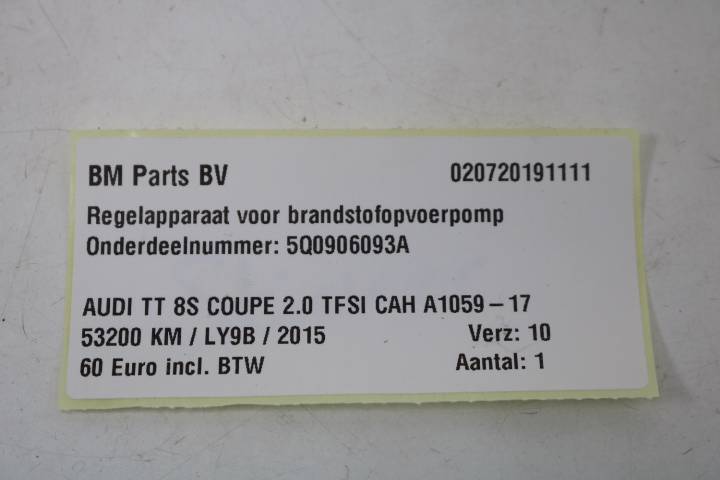 BM Parts BV 020720191111
Regelapparaat voor brandstofopvoerpomp
Onderdeelnummer: 5Q0906093A
AUDI TT 8S COUPE 2.0 TFSI CAH A1059 – 17
53200 KM / LY9B / 2015 Verz: 10
60 Euro incl. BTW Aantal: 1